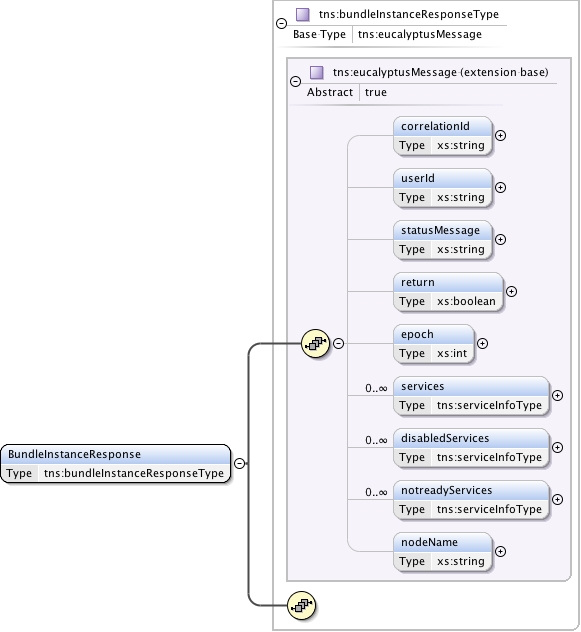 tns:bundleInstanceResponseType
Base Type tns:eucalyptusMessage
tns:eucalyptusMessage (extension base)
Abstract true
correlationId
Type xs:string
userId
Type xs:string
statusMessage
Type xs:string
return
Type xs:boolean
epoch
Type xs:int
0..∞ services
Type tns:serviceInfoType
0..∞ disabledServices
Type tns:serviceInfoType
0..∞ notreadyServices
Type tns:serviceInfoType
nodeName
Type xs:string
BundleInstanceResponse
Type tns:bundleInstanceResponseType